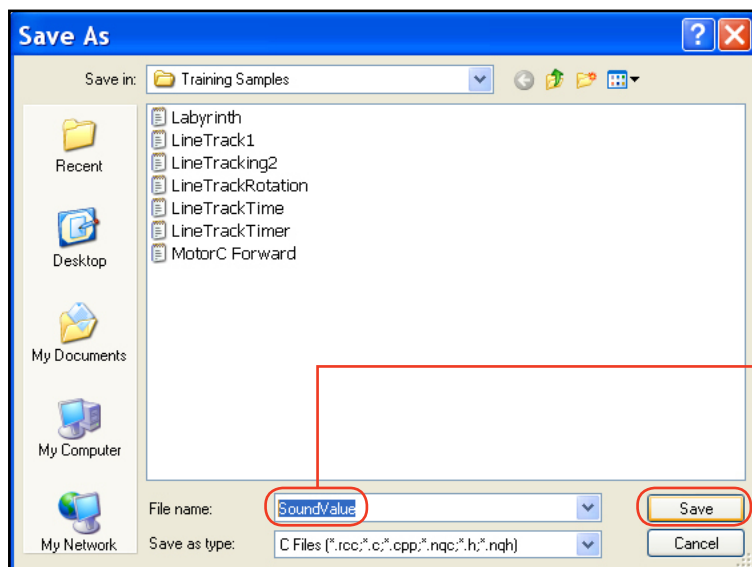 Save As
Save in: Training Samples
Recent
Desktop
My Documents
My Computer
My Network
Labyrinth
LineTrack1
LineTracking2
LineTrackRotation
LineTrackTime
LineTrackTimer
MotorC Forward
File name: SoundValue Save
Save as type: C Files (*.rcc;*.c;*.cpp;*.nqc;*.h;*.nqh) Cancel